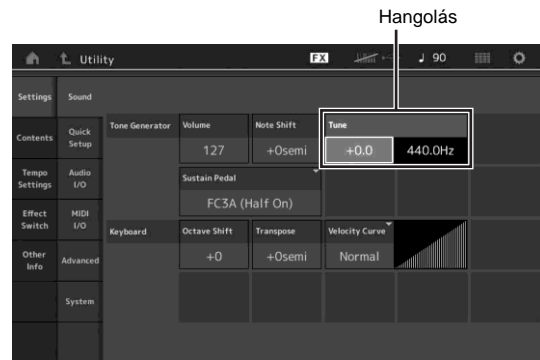 Hangolás
Utility
FX
♩ 90
Settings
Sound
Contents
Quick Setup
Tone Generator
Volume
Note Shift
Tune
127
+0semi
+0.0
440.0Hz
Tempo Settings
Audio I/O
Sustain Pedal
FC3A (Half On)
Effect Switch
MIDI I/O
Keyboard
Octave Shift
Transpose
Velocity Curve
+0
+0semi
Normal
Other Info
Advanced
System